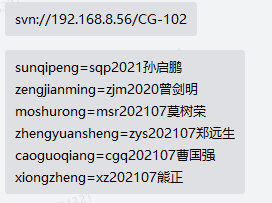 svn://192.168.8.56/CG-102
sunqipeng=sqp2021孙启鹏
zengjianming=zjm2020曾剑明
moshurong=msr202107莫树荣
zhengyuansheng=zys202107郑远生
caoguoqiang=cgq202107曹国强
xiongzheng=xz202107熊正